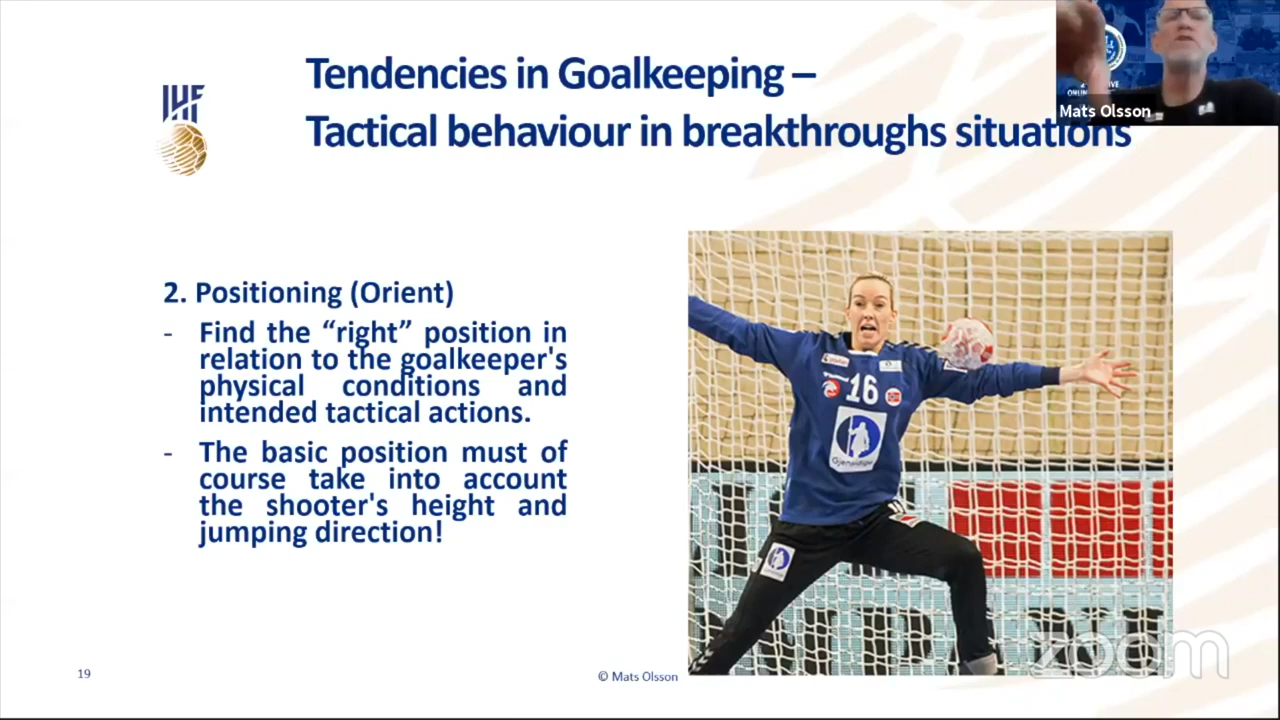 Tendencies in Goalkeeping –
Tactical behaviour in breakthroughs situations
IHF
Mats Olsson
2. Positioning (Orient)
- Find the “right” position in
relation to the goalkeeper's
physical conditions and
intended tactical actions.
- The basic position must of
course take into account
the shooter's height and
jumping direction!
16
Gjensidige
19
© Mats Olsson
zoom